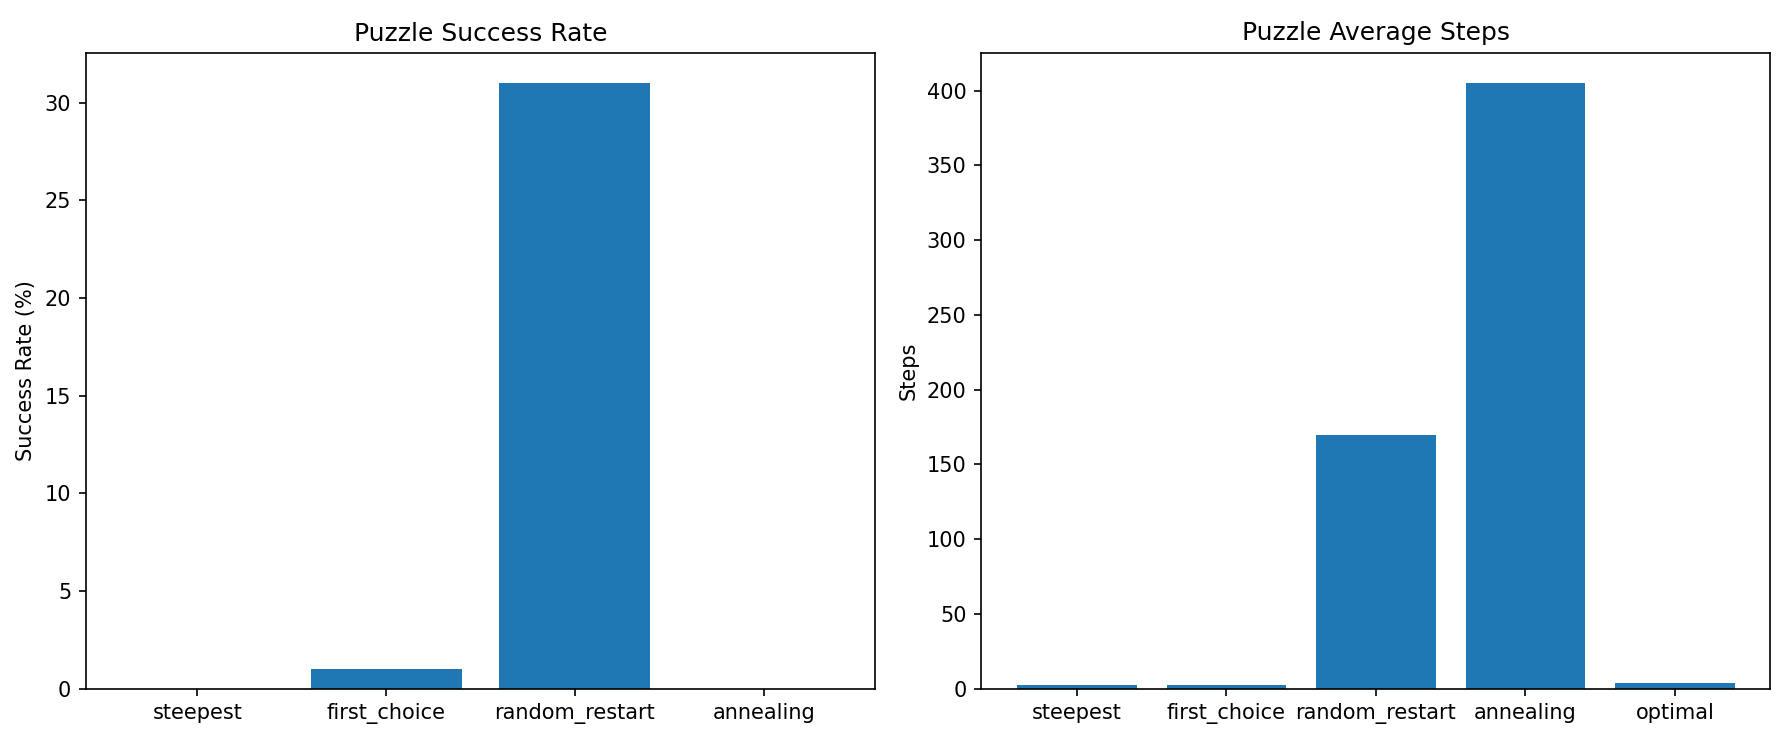 Puzzle Success Rate
Success Rate (%)
30
25
20
15
10
5
0
steepest first_choice random_restart annealing
Puzzle Average Steps
Steps
400
350
300
250
200
150
100
50
0
steepest first_choice random_restart annealing optimal